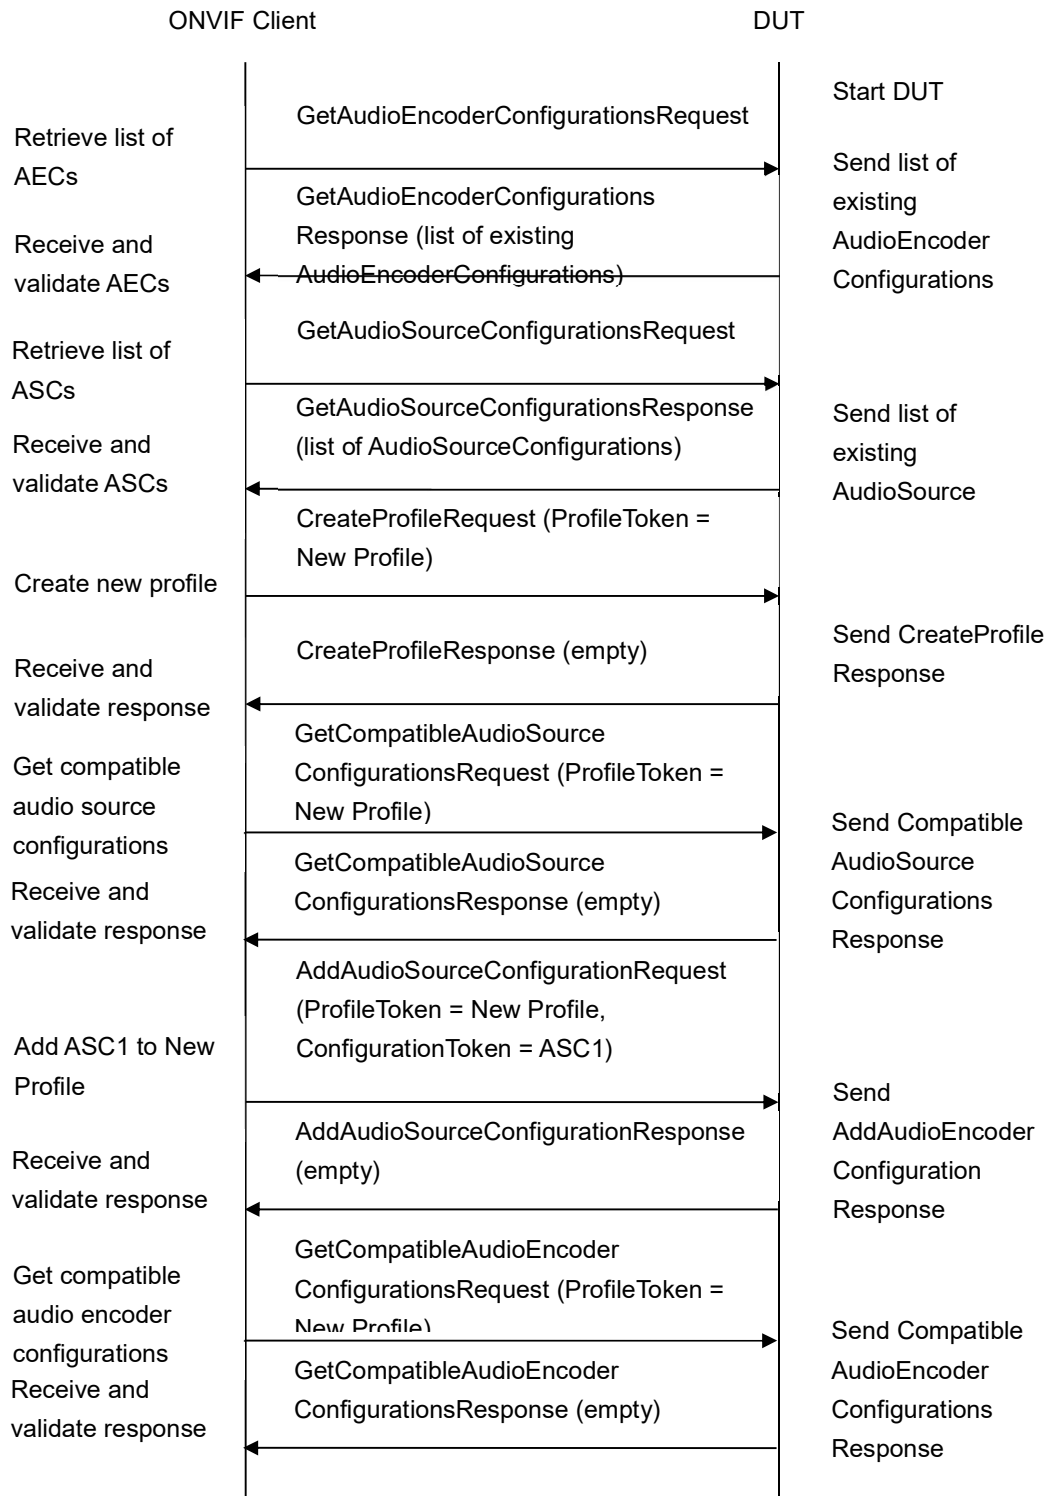 ONVIF Client
DUT
Start DUT
GetAudioEncoderConfigurationsRequest
Retrieve list of
AECs
Send list of
existing
AudioEncoder
Configurations
GetAudioEncoderConfigurations
Response (list of existing
AudioEncoderConfigurations)
Receive and
validate AECs
GetAudioSourceConfigurationsRequest
Retrieve list of
ASCs
GetAudioSourceConfigurationsResponse
(list of AudioSourceConfigurations)
Send list of
existing
AudioSource
Receive and
validate ASCs
CreateProfileRequest (ProfileToken =
New Profile)
Create new profile
CreateProfileResponse (empty)
Send CreateProfile
Response
Receive and
validate response
GetCompatibleAudioSource
ConfigurationsRequest (ProfileToken =
New Profile)
Get compatible
audio source
configurations
Send Compatible
AudioSource
Configurations
Response
GetCompatibleAudioSource
ConfigurationsResponse (empty)
Receive and
validate response
AddAudioSourceConfigurationRequest
(ProfileToken = New Profile,
ConfigurationToken = ASC1)
Add ASC1 to New
Profile
Send
AddAudioEncoder
Configuration
Response
AddAudioSourceConfigurationResponse
(empty)
Receive and
validate response
GetCompatibleAudioEncoder
ConfigurationsRequest (ProfileToken =
New Profile)
Get compatible
audio encoder
configurations
Send Compatible
AudioEncoder
Configurations
Response
GetCompatibleAudioEncoder
ConfigurationsResponse (empty)
Receive and
validate response